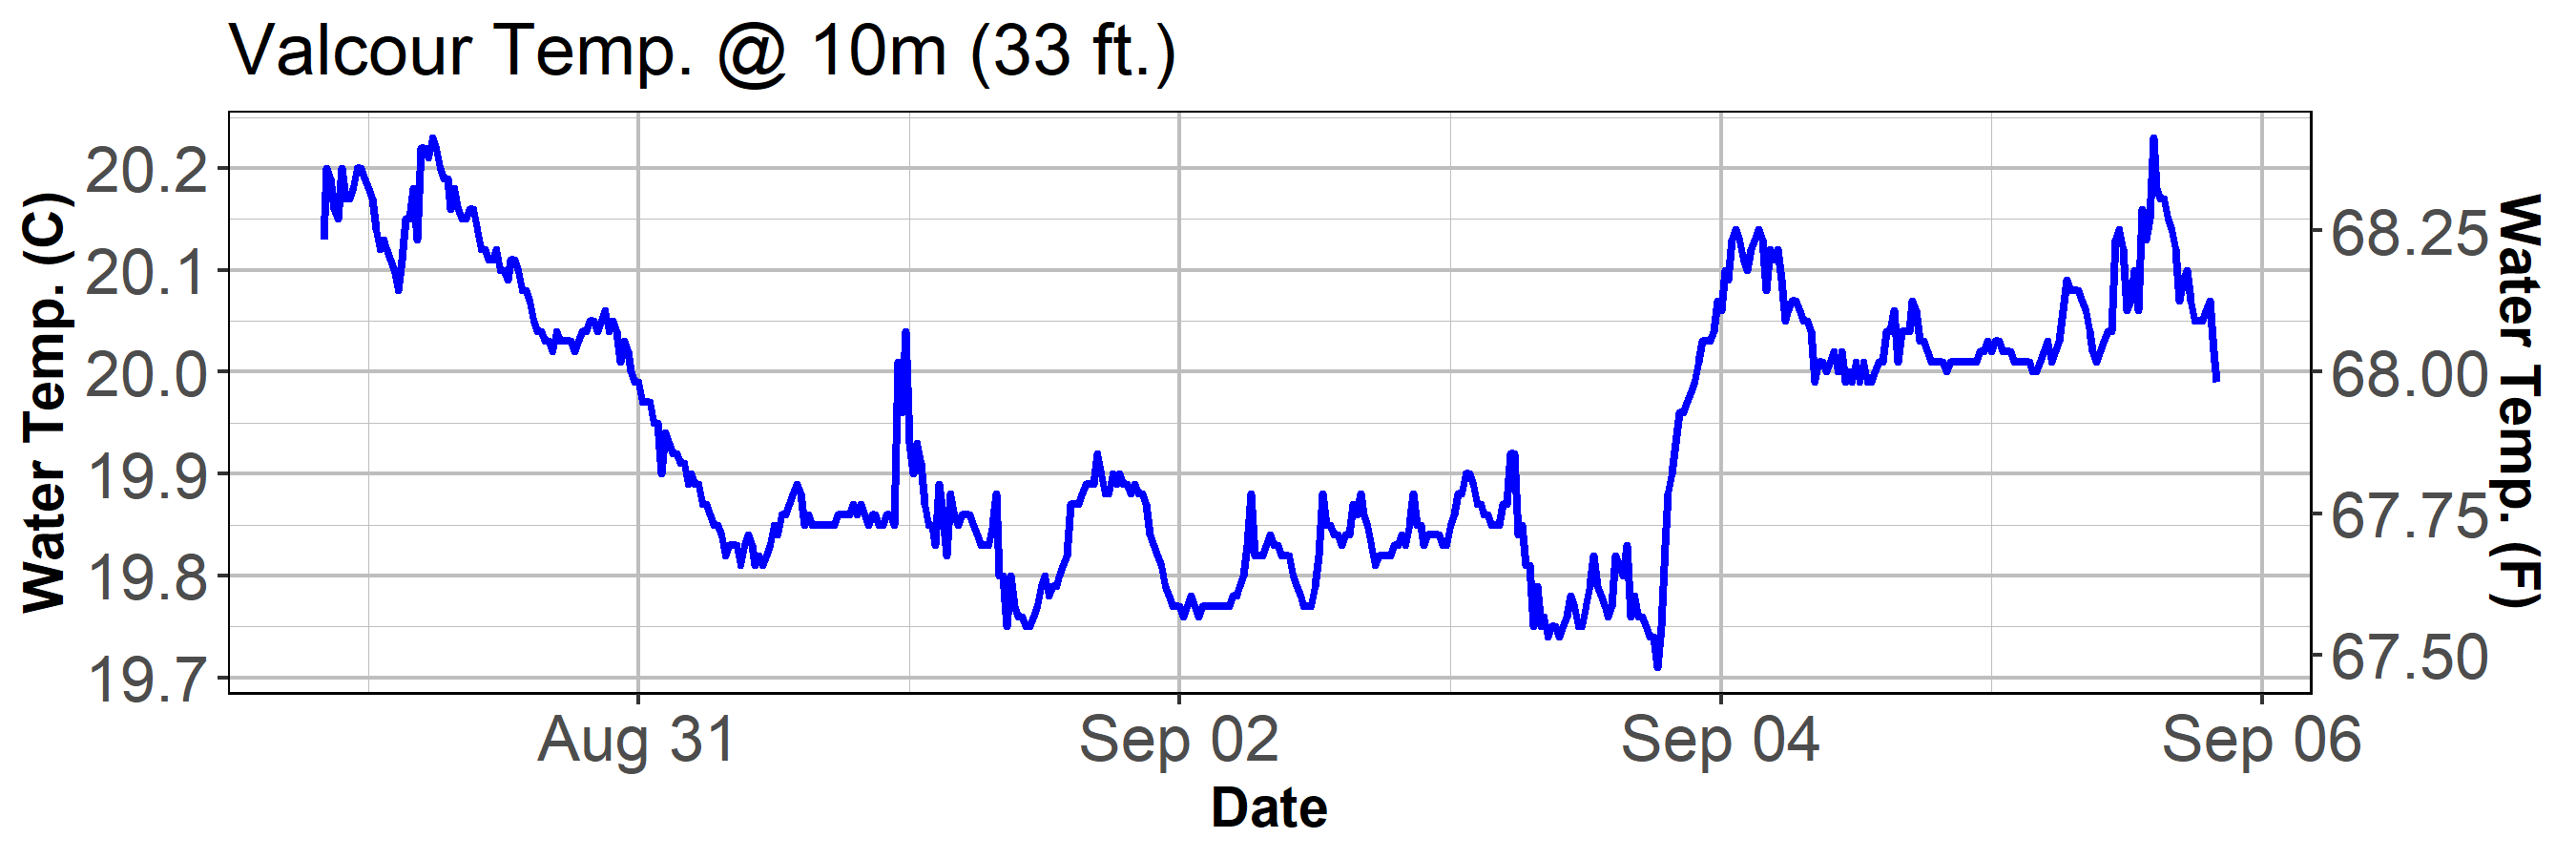 Valcour Temp. @ 10m (33 ft.)
Water Temp. (C)
20.2
20.1
20.0
19.9
19.8
19.7
68.25
68.00
67.75
67.50
Water Temp. (F)
Aug 31
Sep 02
Sep 04
Sep 06
Date